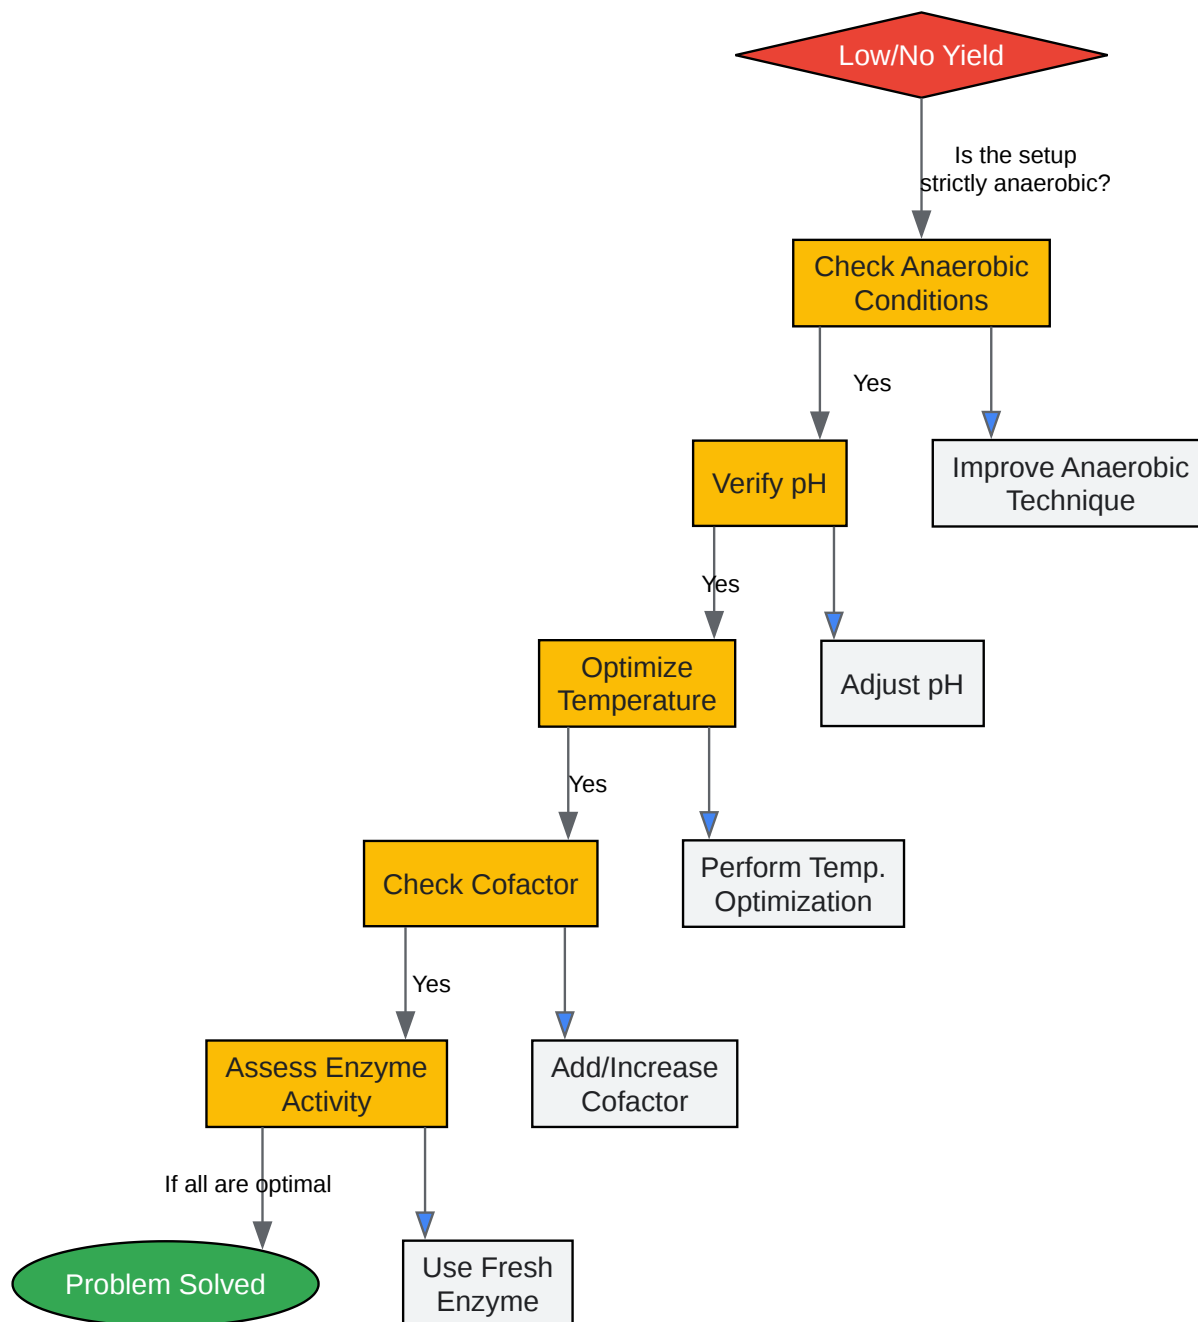 Low/No Yield
Is the setup
strictly anaerobic?
Check Anaerobic
Conditions
Yes
Verify pH
Improve Anaerobic
Technique
Yes
Optimize
Temperature
Adjust pH
Yes
Check Cofactor
Perform Temp.
Optimization
Yes
Assess Enzyme
Activity
Add/Increase
Cofactor
If all are optimal
Problem Solved
Use Fresh
Enzyme